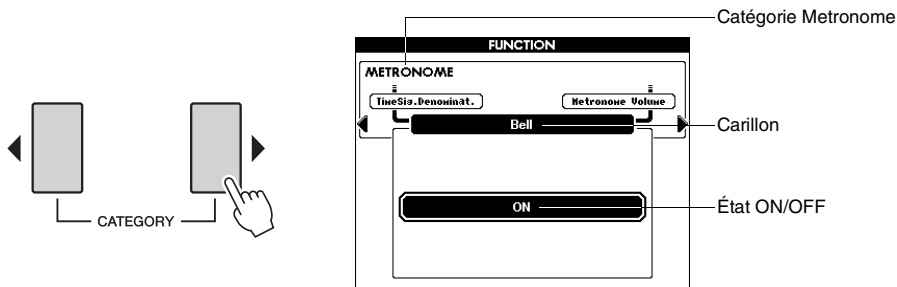 Catégorie Metronome
FUNCTION
METRONOME
TimeSig.Denominat.
Metronome Volume
Bell
Carillon
ON
État ON/OFF
CATEGORY